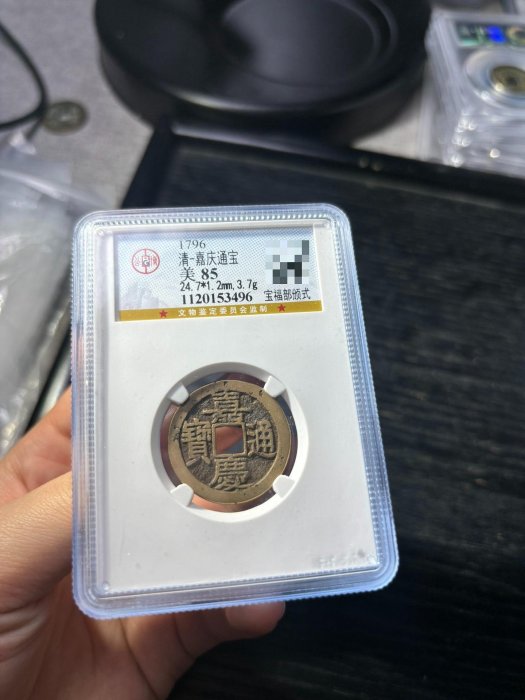 1796
清-嘉庆通宝
美 85
24.7*1.2mm, 3.7g
1120153496 宝福部颁式
★ 文物鉴定委员会监制 ★
嘉慶通寶